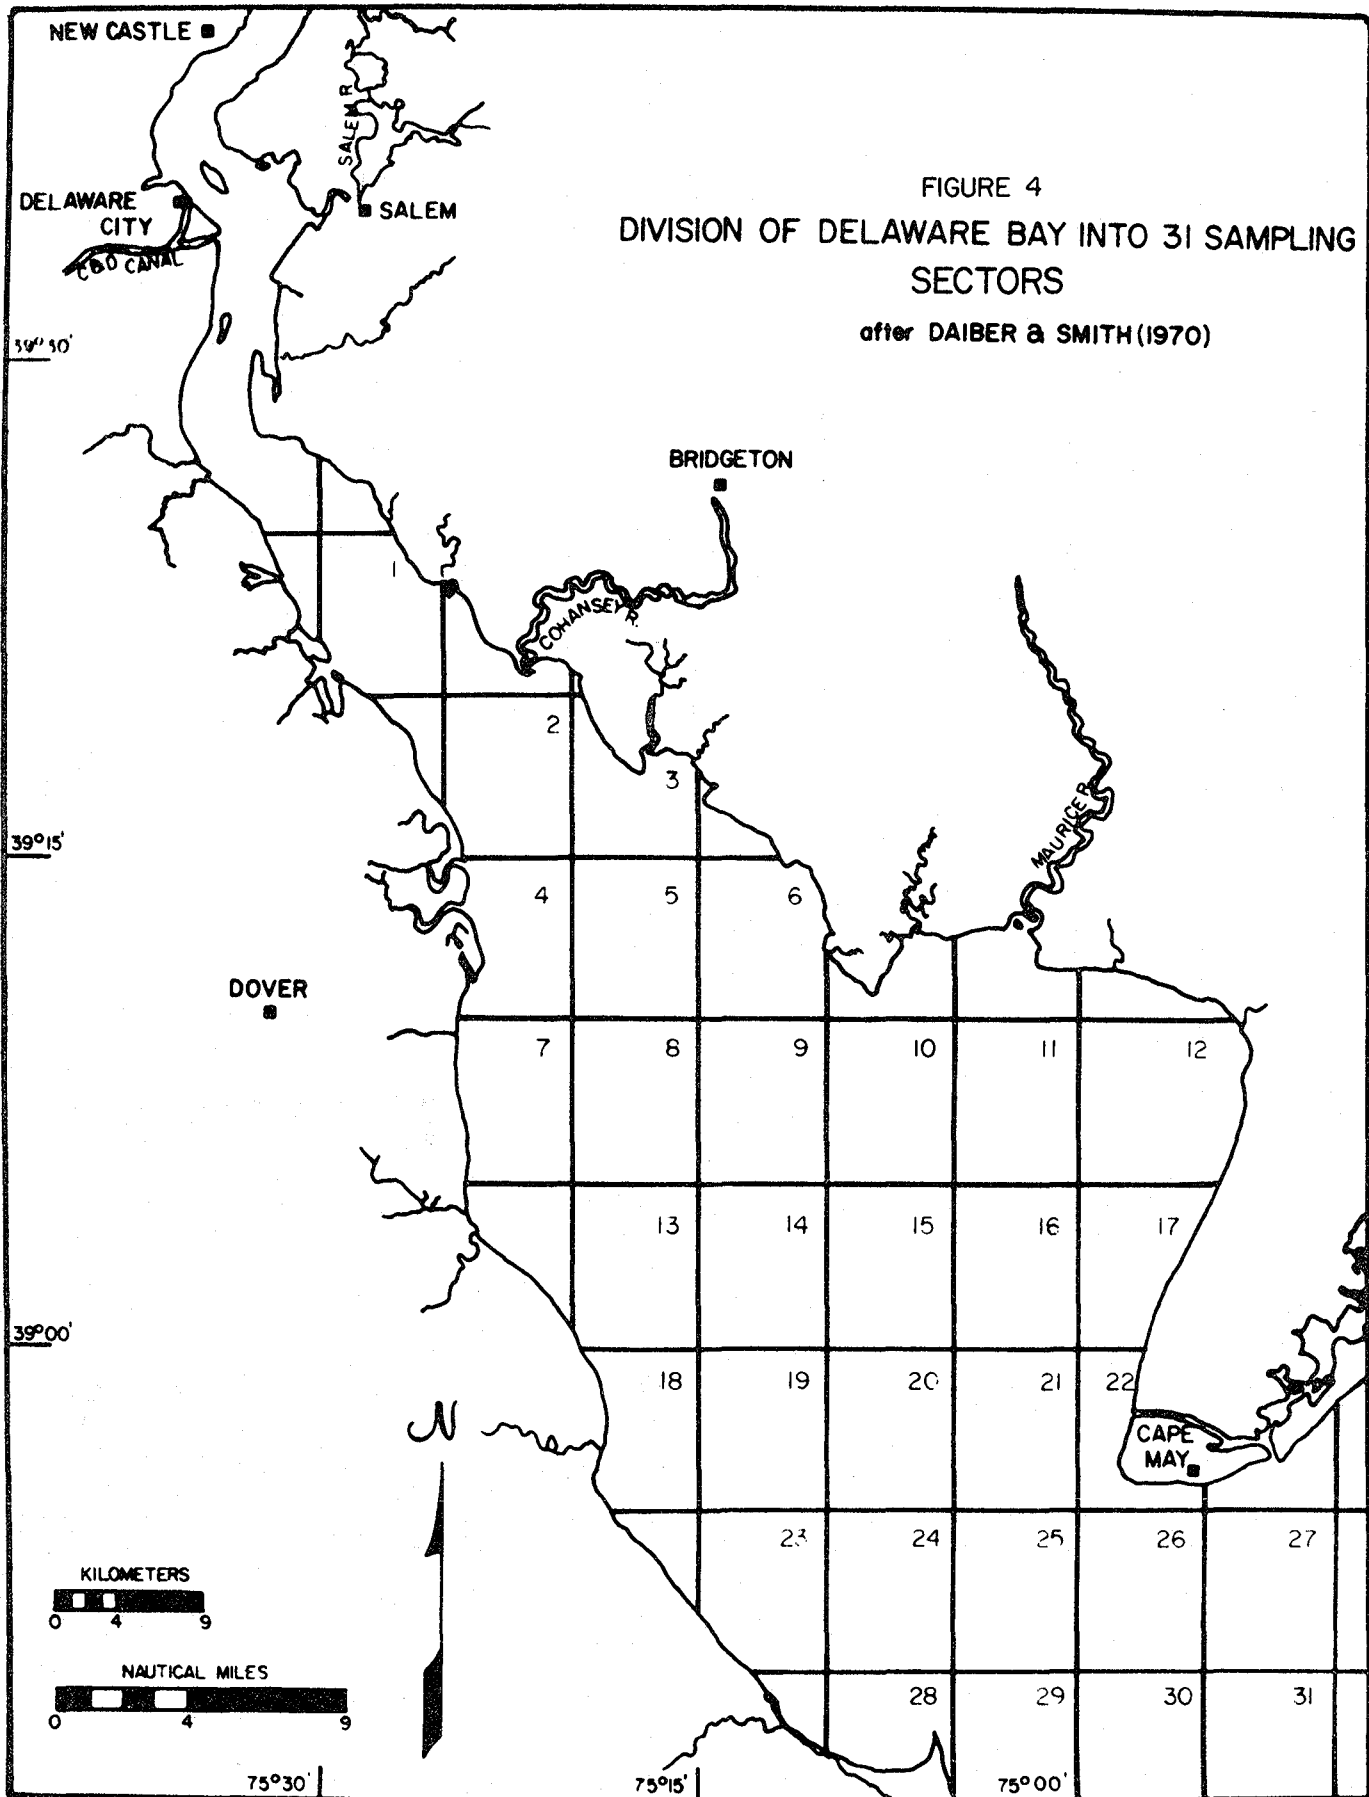 NEW CASTLE
SALEM R.
DELAWARE
CITY
SALEM
C&D CANAL
FIGURE 4
DIVISION OF DELAWARE BAY INTO 31 SAMPLING
SECTORS
after DAIBER & SMITH (1970)
39° 30'
BRIDGETON
1
COHANSEY R.
2
3
MAURICE R.
39° 15'
4 5 6
DOVER
7 8 9 10 11 12
13 14 15 16 17
39° 00'
18 19 20 21 22
N
CAPE
MAY
23 24 25 26 27
KILOMETERS
0 4 9
NAUTICAL MILES
0 4 9
28 29 30 31
75° 30' 75° 15' 75° 00'